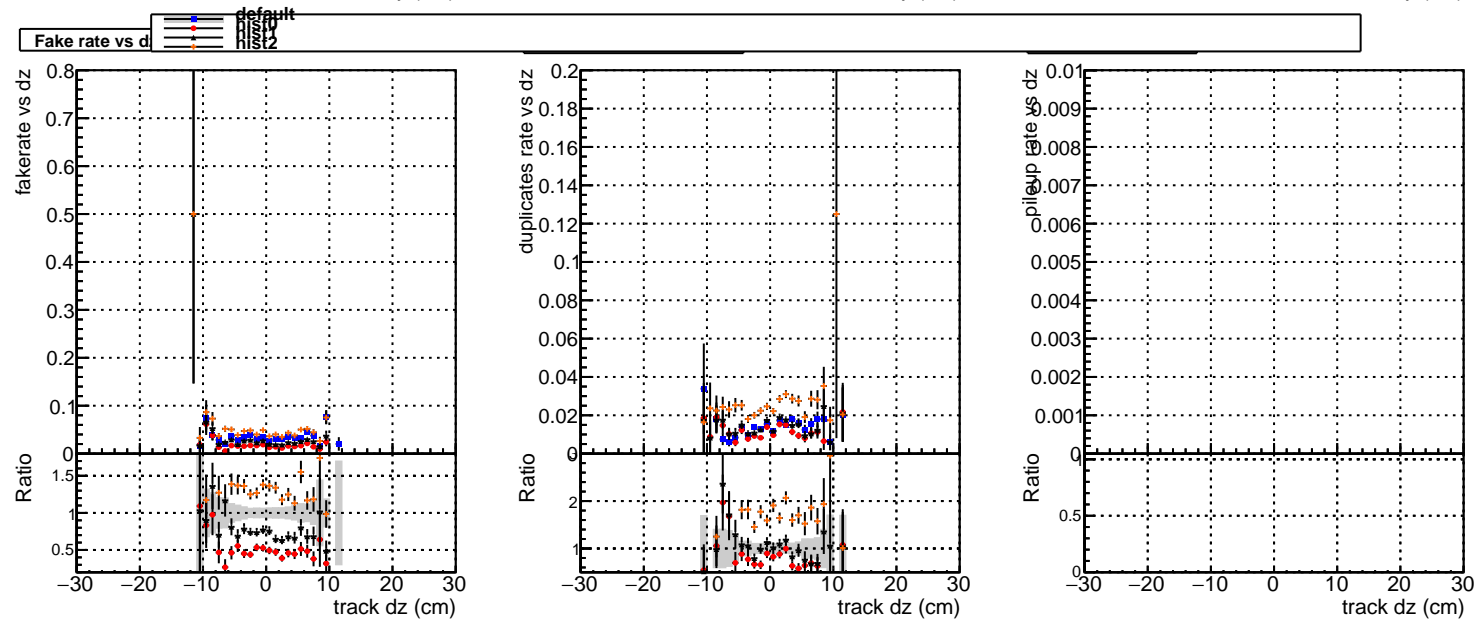 default
hist0
hist1
hist2
Fake rate vs dz
fakerate vs dz
0.8
0.7
0.6
0.5
0.4
0.3
0.2
0.1
0
Ratio
1.5
1
0.5
−30 −20 −10 0 10 20 30
track dz (cm)
duplicates rate vs dz
0.2
0.18
0.16
0.14
0.12
0.1
0.08
0.06
0.04
0.02
0
Ratio
2
1
−30 −20 −10 0 10 20 30
track dz (cm)
pileup rate vs dz
0.01
0.009
0.008
0.007
0.006
0.005
0.004
0.003
0.002
0.001
0
Ratio
1
0.5
0
−30 −20 −10 0 10 20 30
track dz (cm)